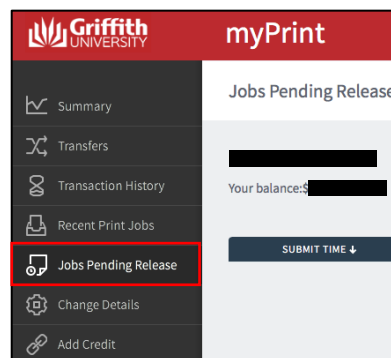 Griffith
UNIVERSITY
myPrint
Jobs Pending Release
Summary
Transfers
Transaction History
Your balance:$
Recent Print Jobs
Jobs Pending Release
SUBMIT TIME
Change Details
Add Credit